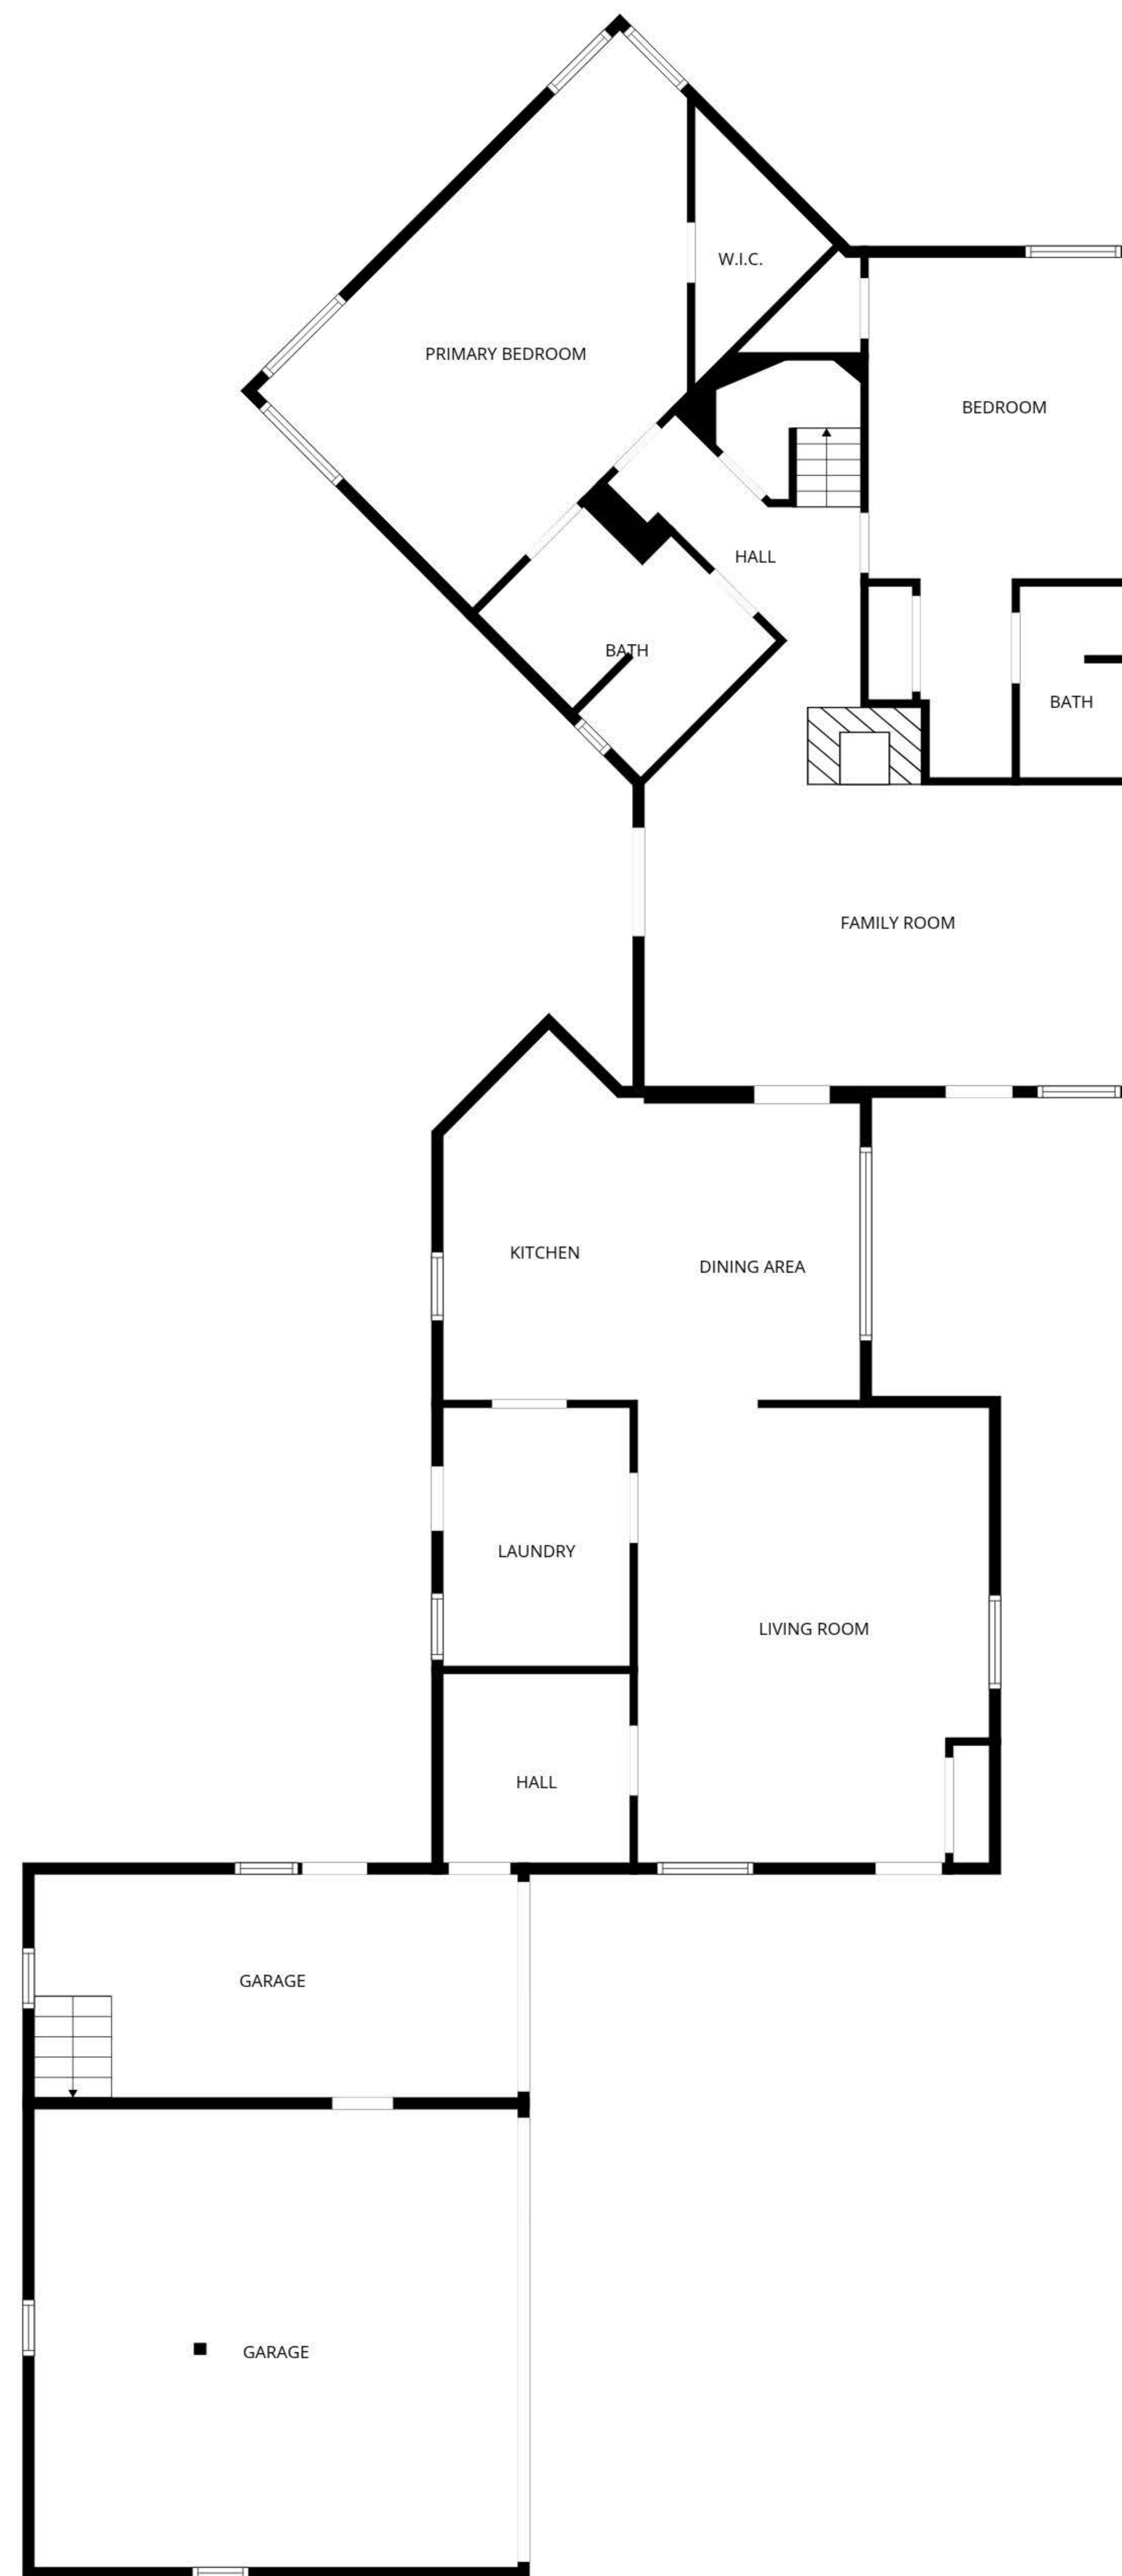 W.I.C.
PRIMARY BEDROOM
BEDROOM
HALL
BATH
BATH
FAMILY ROOM
KITCHEN
DINING AREA
LAUNDRY
LIVING ROOM
HALL
GARAGE
GARAGE